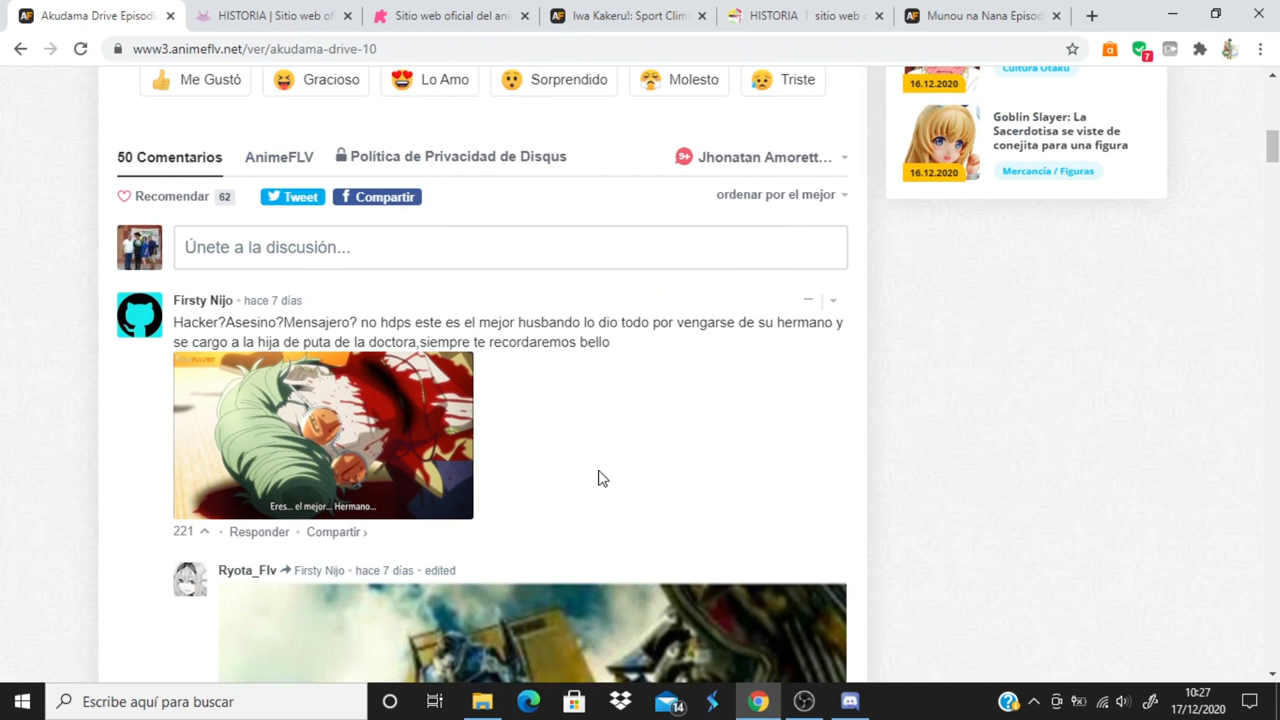 Akudama Drive Episodi
HISTORIA | Sitio web of
Sitio web oficial del ani
Iwa Kakeru!: Sport Clim
HISTORIA | sitio web
Munou na Nana Episod
www3.animeflv.net/ver/akudama-drive-10
7
Me Gustó
Gracioso
Lo Amo
Sorprendido
Molesto
Triste
Cultura Otaku
16.12.2020
Goblin Slayer: La
Sacerdotisa se viste de
conejita para una figura
Mercancía / Figuras
16.12.2020
50 Comentarios
AnimeFLV
Política de Privacidad de Disqus
9+
Jhonatan Amorett...
Recomendar 62
Tweet
Compartir
ordenar por el mejor
Únete a la discusión...
Firsty Nijo • hace 7 días
Hacker?Asesino?Mensajero? no hdps este es el mejor husbando lo dio todo por vengarse de su hermano y
se cargo a la hija de puta de la doctora,siempre te recordaremos bello
Eres... el mejor... Hermano...
221 • Responder • Compartir ›
Ryota_Flv Firsty Nijo • hace 7 días • edited
Escribe aquí para buscar
14
10:27
17/12/2020